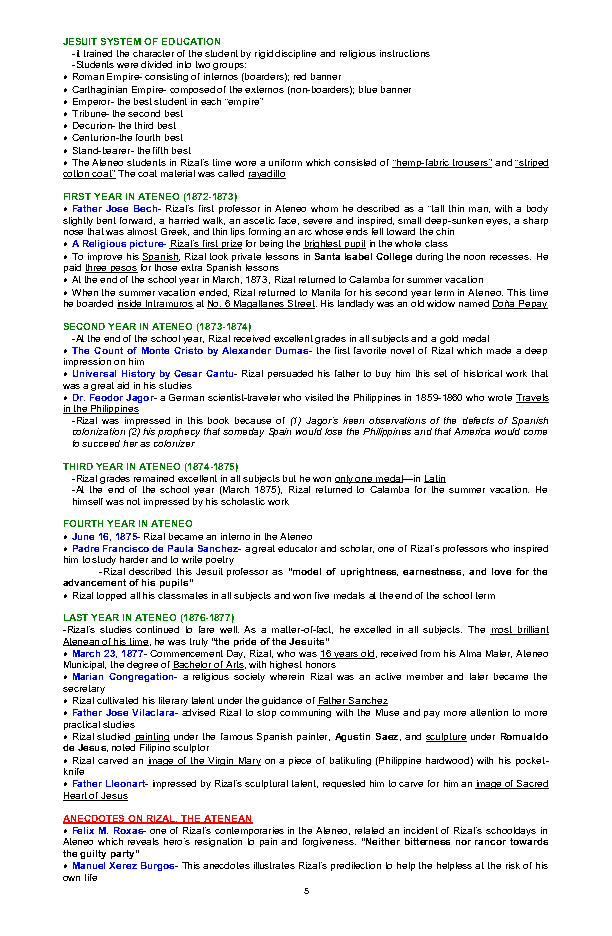 JESUIT SYSTEM OF EDUCATION
-it trained the character of the student by rigid discipline and religious instructions
-Students were divided into two groups:
• Roman Empire- consisting of internos (boarders); red banner
• Carthaginian Empire- composed of the externos (non-boarders); blue banner
• Emperor- the best student in each “empire”
• Tribune- the second best
• Decurion- the third best
• Centurion-the fourth best
• Stand-bearer- the fifth best
• The Ateneo students in Rizal’s time wore a uniform which consisted of “hemp-fabric trousers” and “striped
cotton coat” The coat material was called rayadillo
FIRST YEAR IN ATENEO (1872-1873)
• Father Jose Bech- Rizal’s first professor in Ateneo whom he described as a “tall thin man, with a body
slightly bent forward, a harried walk, an ascetic face, severe and inspired, small deep-sunken eyes, a sharp
nose that was almost Greek, and thin lips forming an arc whose ends fell toward the chin
• A Religious picture- Rizal’s first prize for being the brightest pupil in the whole class
• To improve his Spanish, Rizal took private lessons in Santa Isabel College during the noon recesses. He
paid three pesos for those extra Spanish lessons
• At the end of the school year in March, 1873, Rizal returned to Calamba for summer vacation
• When the summer vacation ended, Rizal returned to Manila for his second year term in Ateneo. This time
he boarded inside Intramuros at No. 6 Magallanes Street. His landlady was an old widow named Doña Pepay
SECOND YEAR IN ATENEO (1873-1874)
-At the end of the school year, Rizal received excellent grades in all subjects and a gold medal
• The Count of Monte Cristo by Alexander Dumas- the first favorite novel of Rizal which made a deep
impression on him
• Universal History by Cesar Cantu- Rizal persuaded his father to buy him this set of historical work that
was a great aid in his studies
• Dr. Feodor Jagor- a German scientist-traveler who visited the Philippines in 1859-1860 who wrote Travels
in the Philippines
-Rizal was impressed in this book because of (1) Jagor’s keen observations of the defects of Spanish
colonization (2) his prophecy that someday Spain would lose the Philippines and that America would come
to succeed her as colonizer
THIRD YEAR IN ATENEO (1874-1875)
-Rizal grades remained excellent in all subjects but he won only one medal—in Latin
-At the end of the school year (March 1875), Rizal returned to Calamba for the summer vacation. He
himself was not impressed by his scholastic work
FOURTH YEAR IN ATENEO
• June 16, 1875- Rizal became an interno in the Ateneo
• Padre Francisco de Paula Sanchez- a great educator and scholar, one of Rizal’s professors who inspired
him to study harder and to write poetry
-Rizal described this Jesuit professor as “model of uprightness, earnestness, and love for the
advancement of his pupils”
• Rizal topped all his classmates in all subjects and won five medals at the end of the school term
LAST YEAR IN ATENEO (1876-1877)
-Rizal’s studies continued to fare well. As a matter-of-fact, he excelled in all subjects. The most brilliant
Atenean of his time, he was truly “the pride of the Jesuits”
• March 23, 1877- Commencement Day, Rizal, who was 16 years old, received from his Alma Mater, Ateneo
Municipal, the degree of Bachelor of Arts, with highest honors
• Marian Congregation- a religious society wherein Rizal was an active member and later became the
secretary
• Rizal cultivated his literary talent under the guidance of Father Sanchez
• Father Jose Vilaclara- advised Rizal to stop communing with the Muse and pay more attention to more
practical studies
• Rizal studied painting under the famous Spanish painter, Agustin Saez, and sculpture under Romualdo
de Jesus, noted Filipino sculptor
• Rizal carved an image of the Virgin Mary on a piece of batikuling (Philippine hardwood) with his pocket-
knife
• Father Lleonart- impressed by Rizal’s sculptural talent, requested him to carve for him an image of Sacred
Heart of Jesus
ANECDOTES ON RIZAL, THE ATENEAN
• Felix M. Roxas- one of Rizal’s contemporaries in the Ateneo, related an incident of Rizal’s schooldays in
Ateneo which reveals hero’s resignation to pain and forgiveness. “Neither bitterness nor rancor towards
the guilty party”
• Manuel Xerez Burgos- This anecdotes illustrates Rizal’s predilection to help the helpless at the risk of his
own life
5